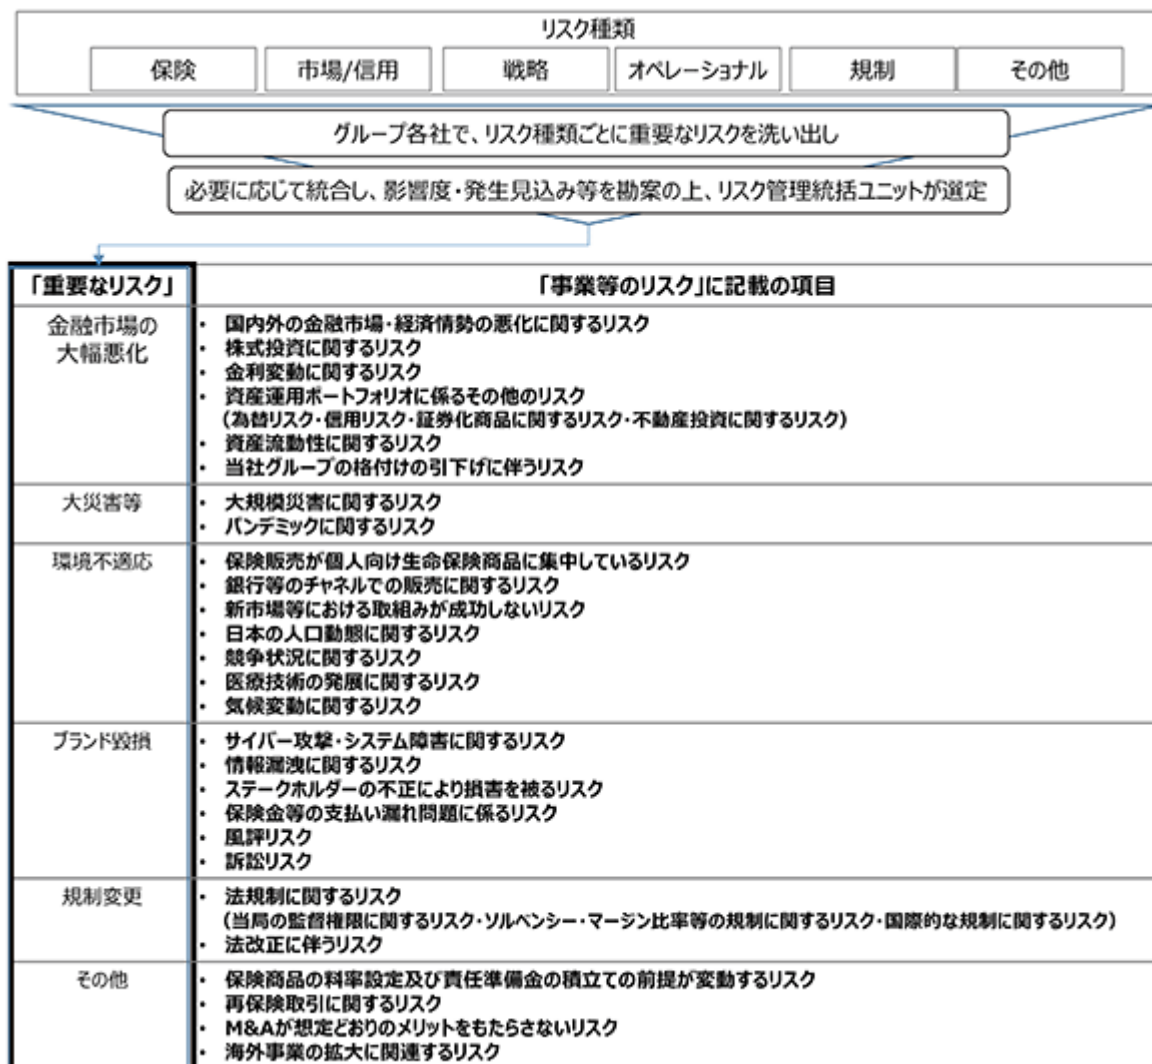 リスク種類
保険 市場/信用 戦略 オペレーショナル 規制 その他
グループ各社で、リスク種類ごとに重要なリスクを洗い出し
必要に応じて統合し、影響度・発生見込み等を勘案の上、リスク管理統括ユニットが選定
「重要なリスク」 「事業等のリスク」に記載の項目
金融市場の
大幅悪化
・ 国内外の金融市場・経済情勢の悪化に関するリスク
・ 株式投資に関するリスク
・ 金利変動に関するリスク
・ 資産運用ポートフォリオに係るその他のリスク
（為替リスク・信用リスク・証券化商品に関するリスク・不動産投資に関するリスク）
・ 資産流動性に関するリスク
・ 当社グループの格付けの引下げに伴うリスク
大災害等
・ 大規模災害に関するリスク
・ パンデミックに関するリスク
環境不適応
・ 保険販売が個人向け生命保険商品に集中しているリスク
・ 銀行等のチャネルでの販売に関するリスク
・ 新市場等における取組みが成功しないリスク
・ 日本の人口動態に関するリスク
・ 競争状況に関するリスク
・ 医療技術の発展に関するリスク
・ 気候変動に関するリスク
ブランド毀損
・ サイバー攻撃・システム障害に関するリスク
・ 情報漏洩に関するリスク
・ ステークホルダーの不正により損害を被るリスク
・ 保険金等の支払い漏れ問題に係るリスク
・ 風評リスク
・ 訴訟リスク
規制変更
・ 法規制に関するリスク
（当局の監督権限に関するリスク・ソルベンシー・マージン比率等の規制に関するリスク・国際的な規制に関するリスク）
・ 法改正に伴うリスク
その他
・ 保険商品の料率設定及び責任準備金の積立ての前提が変動するリスク
・ 再保険取引に関するリスク
・ M&Aが想定どおりのメリットをもたらさないリスク
・ 海外事業の拡大に関連するリスク